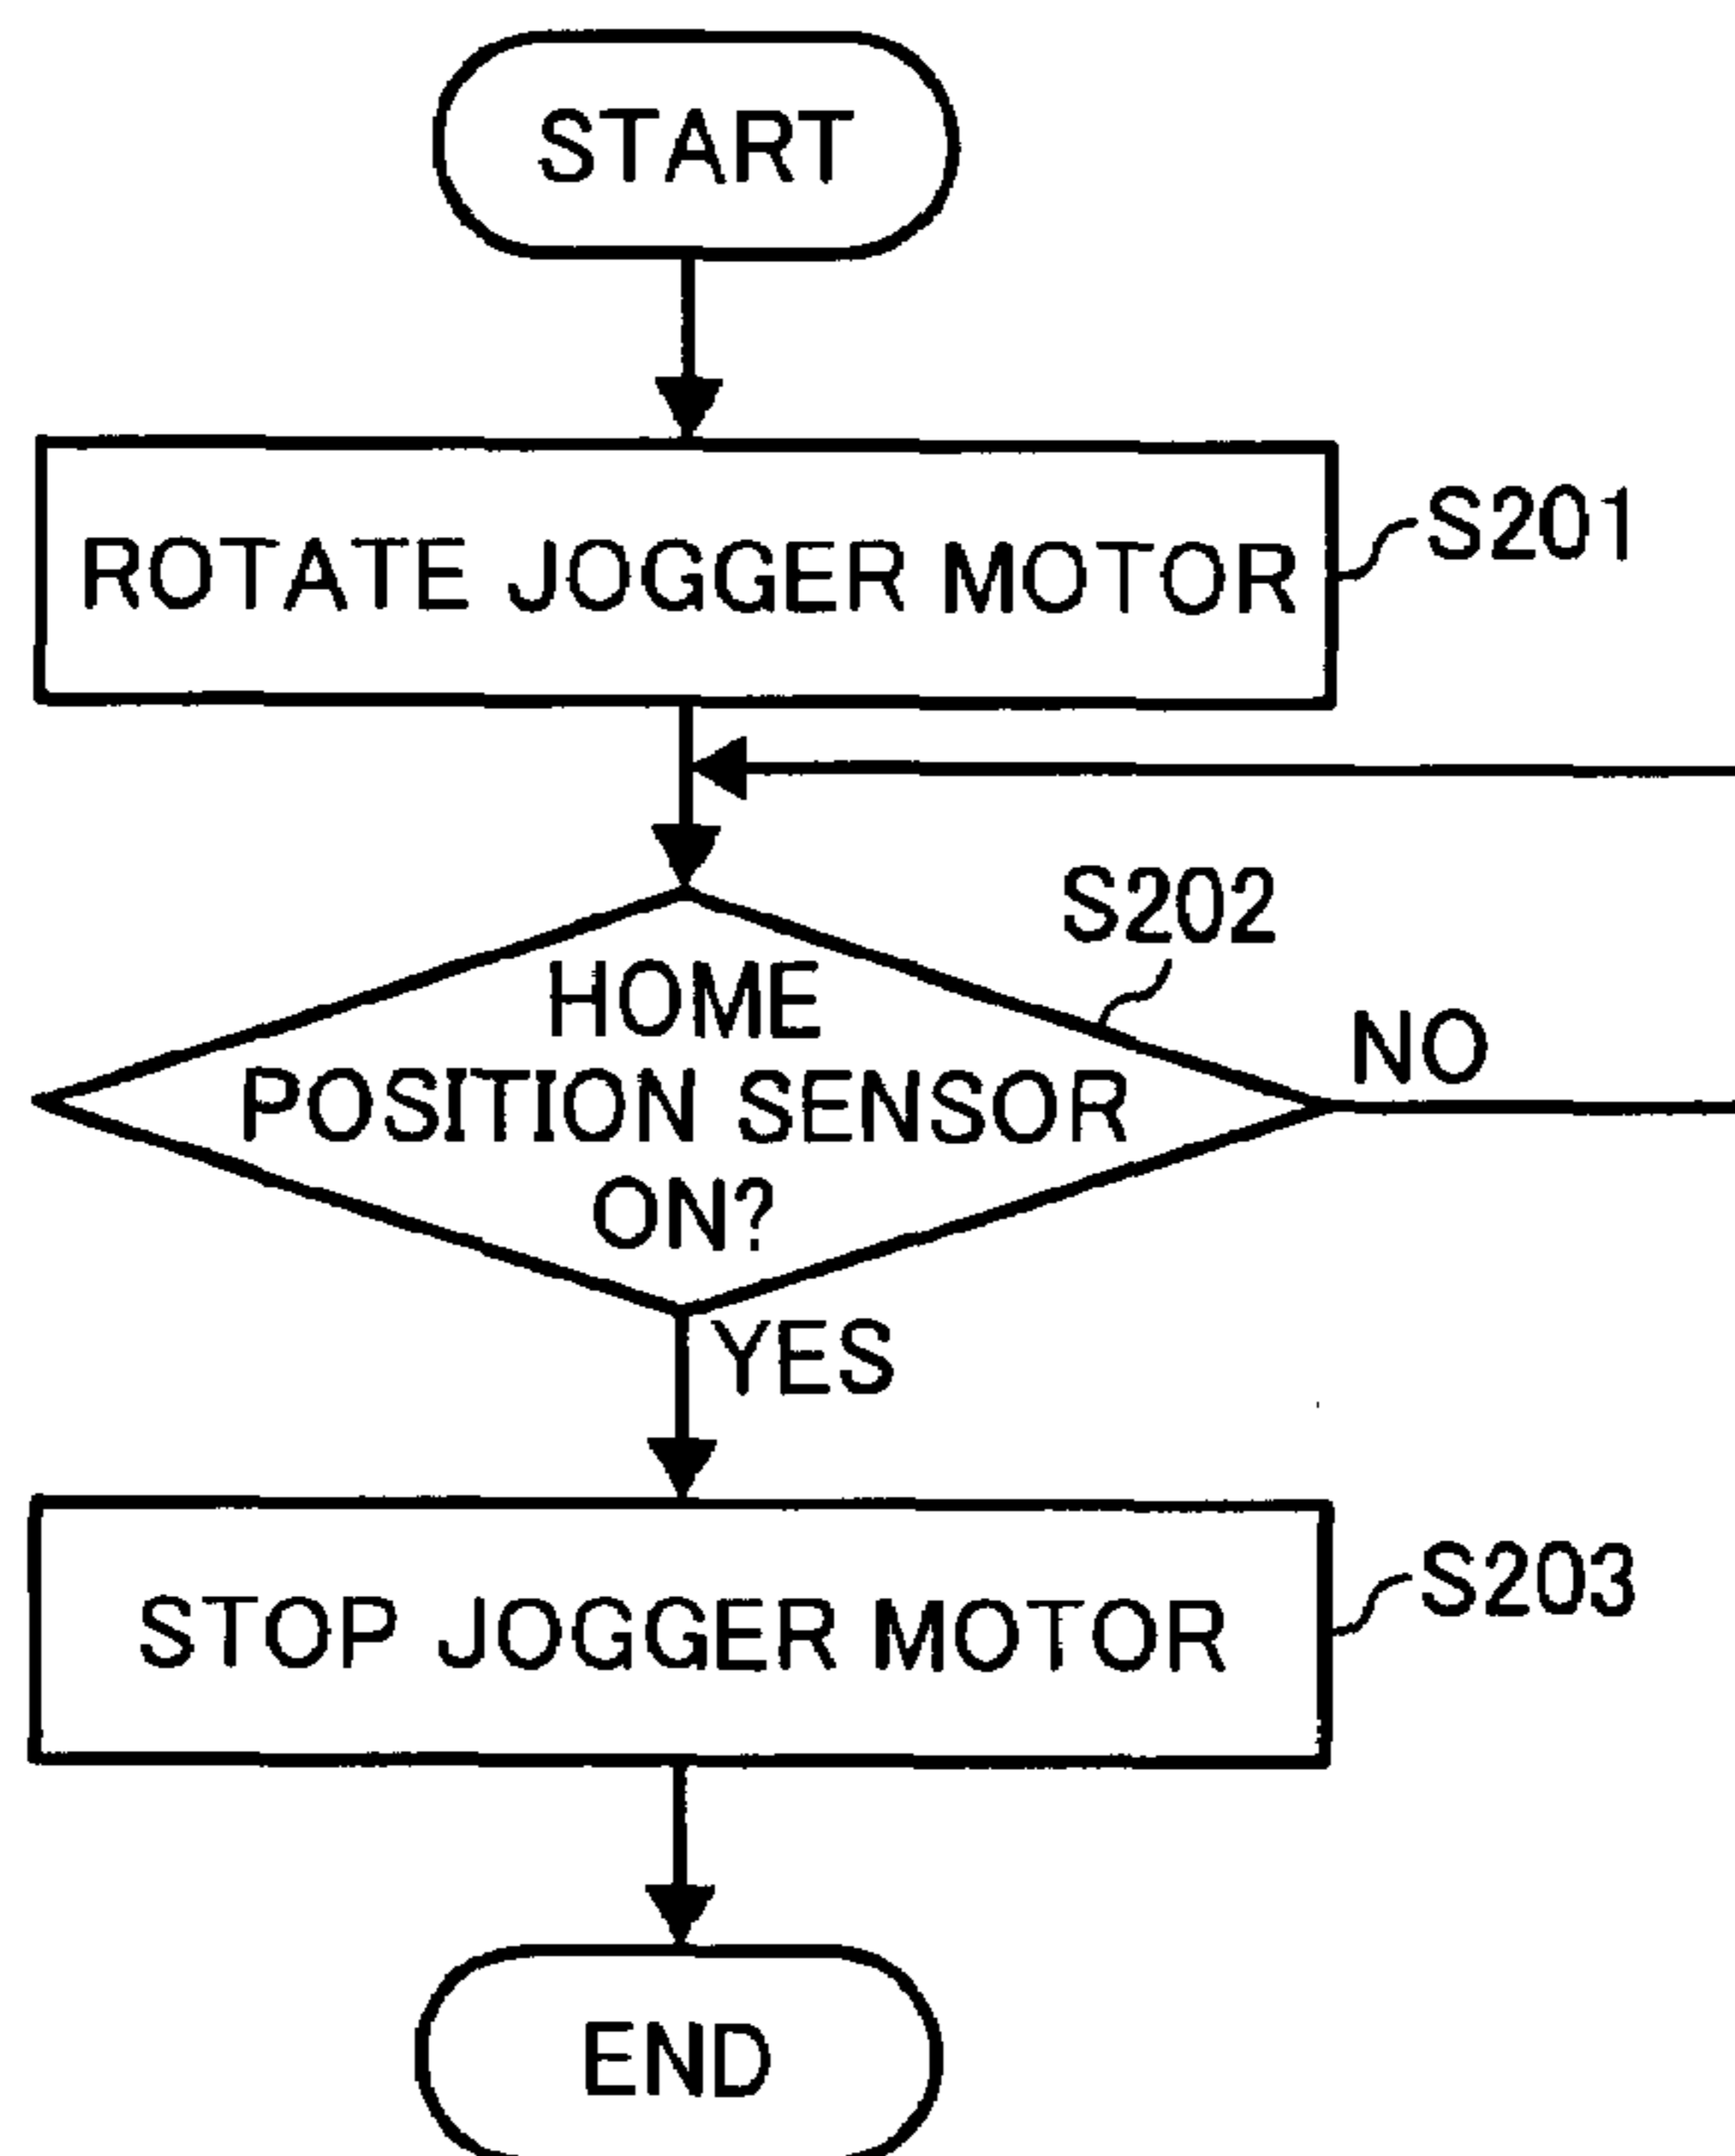 START
ROTATE JOGGER MOTOR
S201
S202
HOME
POSITION SENSOR
ON?
NO
YES
STOP JOGGER MOTOR
S203
END